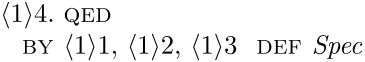 ⟨1⟩4. QED
BY ⟨1⟩1, ⟨1⟩2, ⟨1⟩3 DEF Spec